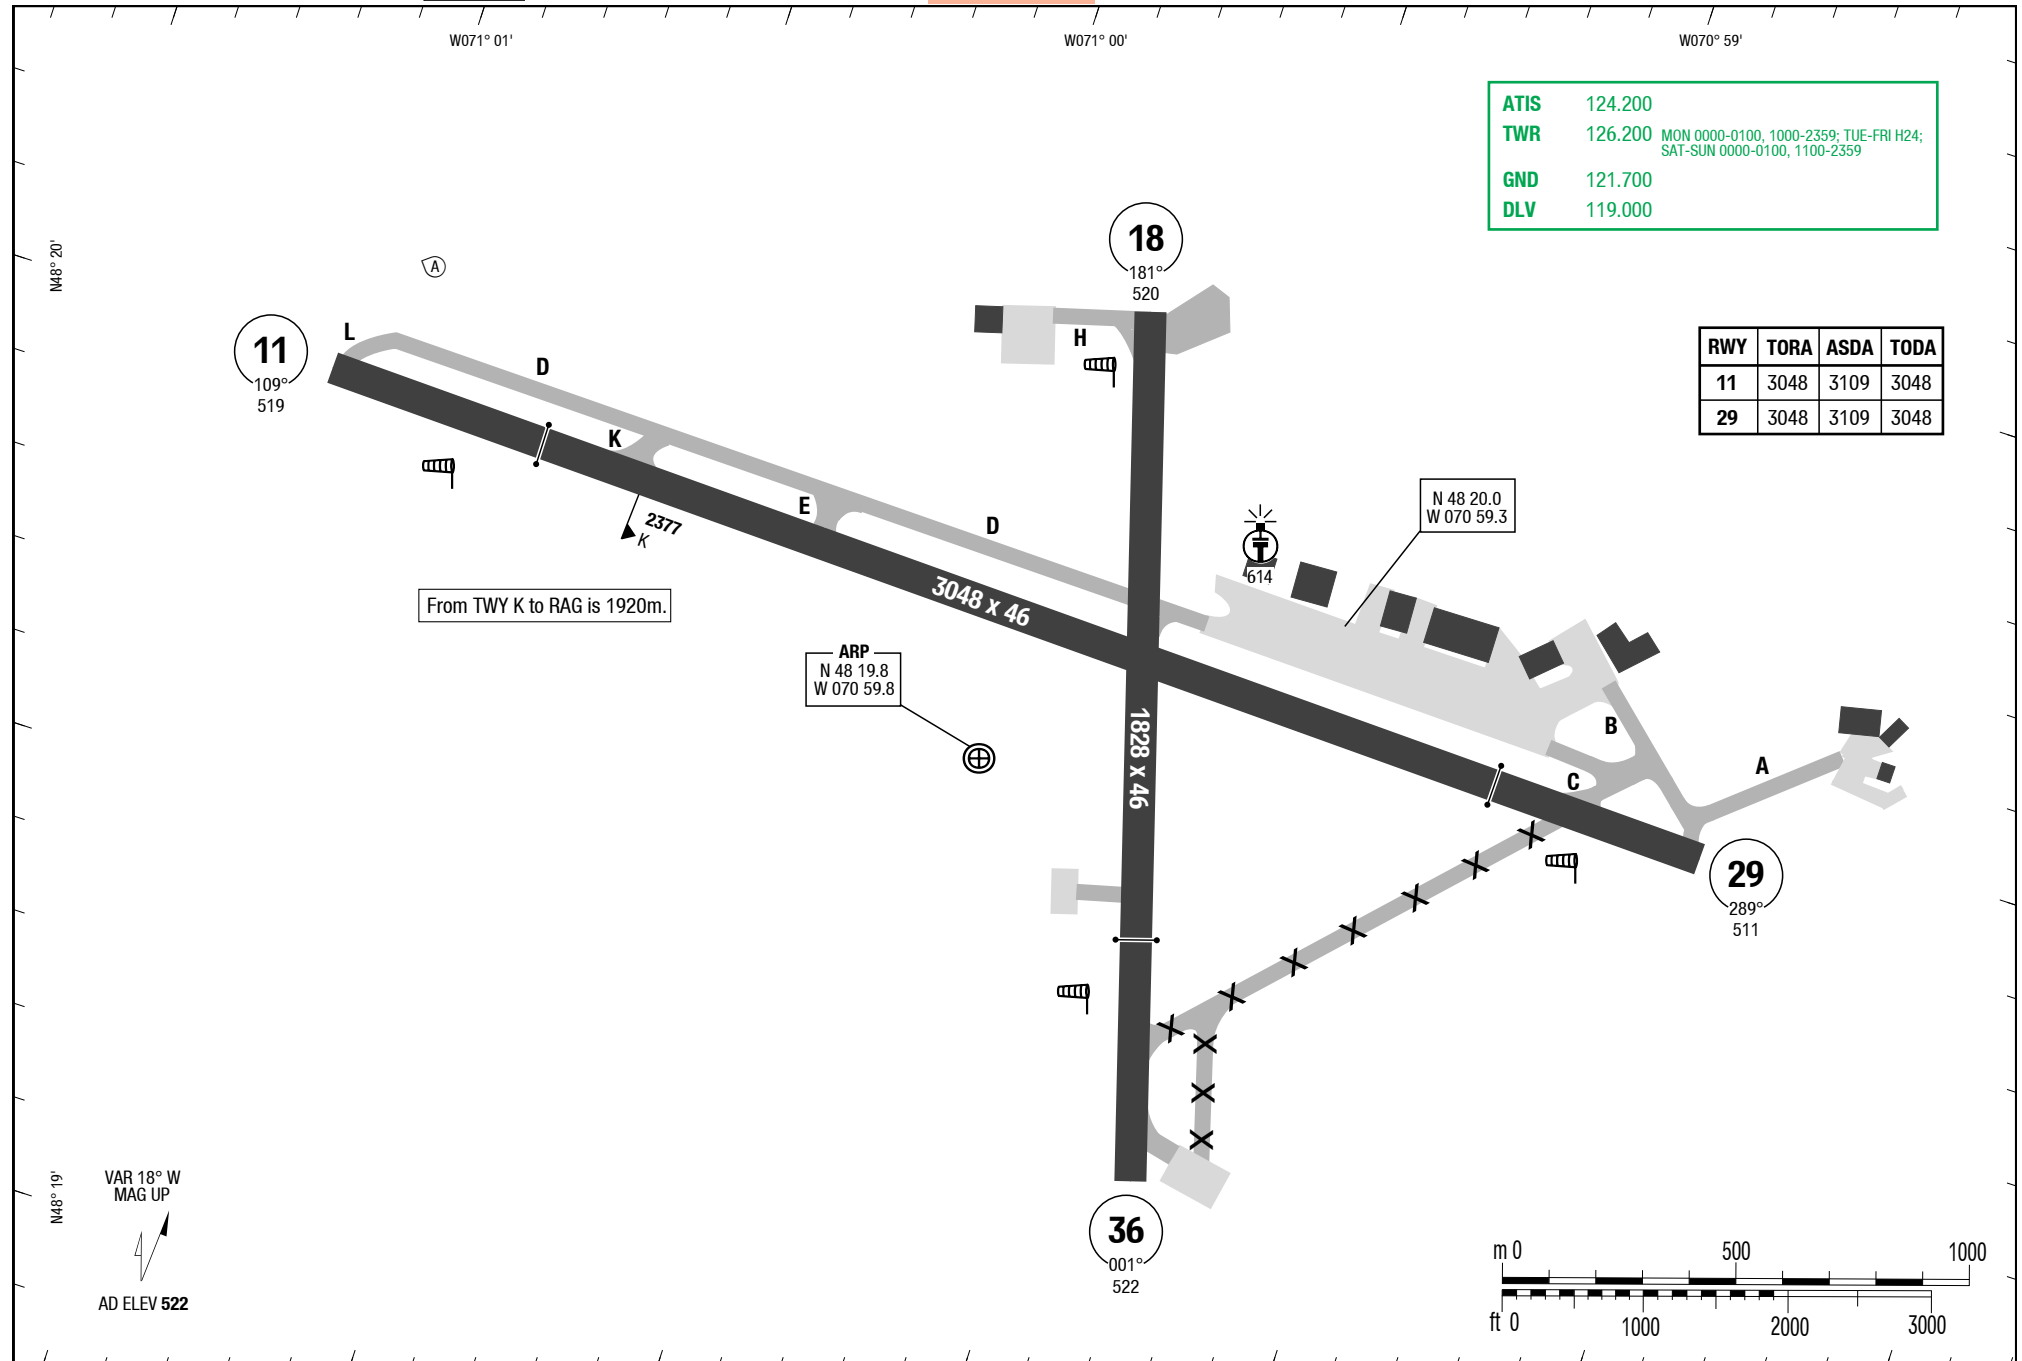 W071° 01'
W071° 00'
W070° 59'
ATIS 124.200
TWR 126.200 MON 0000-0100, 1000-2359; TUE-FRI H24;
SAT-SUN 0000-0100, 1100-2359
GND 121.700
DLV 119.000
N48° 20'
A
18
181°
520
11
109°
519
L
D
H
K
E
D
RWY TORA ASDA TODA
11 3048 3109 3048
29 3048 3109 3048
2377
K
N 48 20.0
W 070 59.3
614
From TWY K to RAG is 1920m.
3048 x 46
ARP
N 48 19.8
W 070 59.8
1828 x 46
B
A
C
29
289°
511
N48° 19'
VAR 18° W
MAG UP
AD ELEV 522
36
001°
522
m 0 500 1000
ft 0 1000 2000 3000